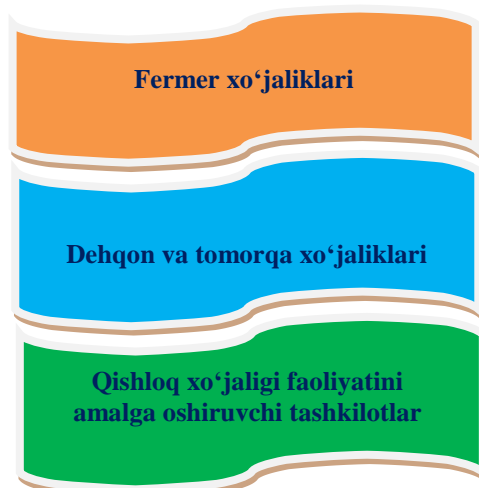 Fermer xo‘jaliklari
Dehqon va tomorqa xo‘jaliklari
Qishloq xo‘jaligi faoliyatini
amalga oshiruvchi tashkilotlar